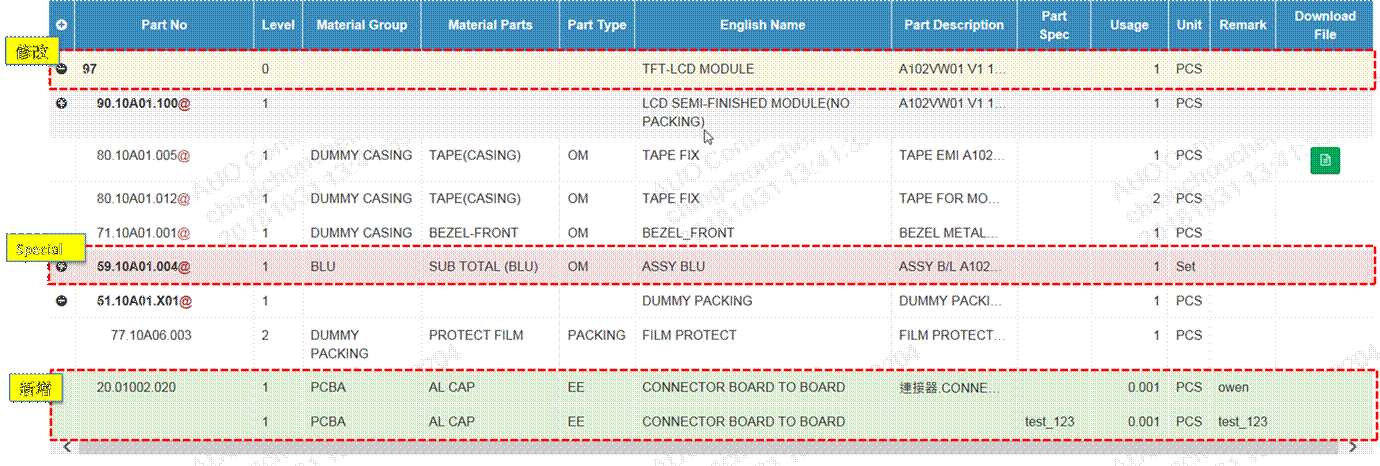 Part No Level Material Group Material Parts Part Type English Name Part Description Part Spec Usage Unit Remark Download File
修改
97 0 TFT-LCD MODULE A102VW01 V1 1... 1 PCS
90.10A01.100@ 1 LCD SEMI-FINISHED MODULE(NO PACKING) A102VW01 V1 1... 1 PCS
80.10A01.005@ 1 DUMMY CASING TAPE(CASING) OM TAPE FIX TAPE EMI A102... 1 PCS
80.10A01.012@ 1 DUMMY CASING TAPE(CASING) OM TAPE FIX TAPE FOR MO... 2 PCS
71.10A01.001@ 1 DUMMY CASING BEZEL-FRONT OM BEZEL_FRONT BEZEL METAL... 1 PCS
Special
59.10A01.004@ 1 BLU SUB TOTAL (BLU) OM ASSY BLU ASSY B/L A102... 1 Set
51.10A01.X01@ 1 DUMMY PACKING DUMMY PACKI... 1 PCS
77.10A06.003 2 DUMMY PACKING PROTECT FILM PACKING FILM PROTECT FILM PROTECT... 1 PCS
新增
20.01002.020 1 PCBA AL CAP EE CONNECTOR BOARD TO BOARD 連接器.CONNE... 0.001 PCS owen
1 PCBA AL CAP EE CONNECTOR BOARD TO BOARD test_123 0.001 PCS test_123